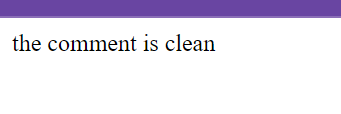 the comment is clean